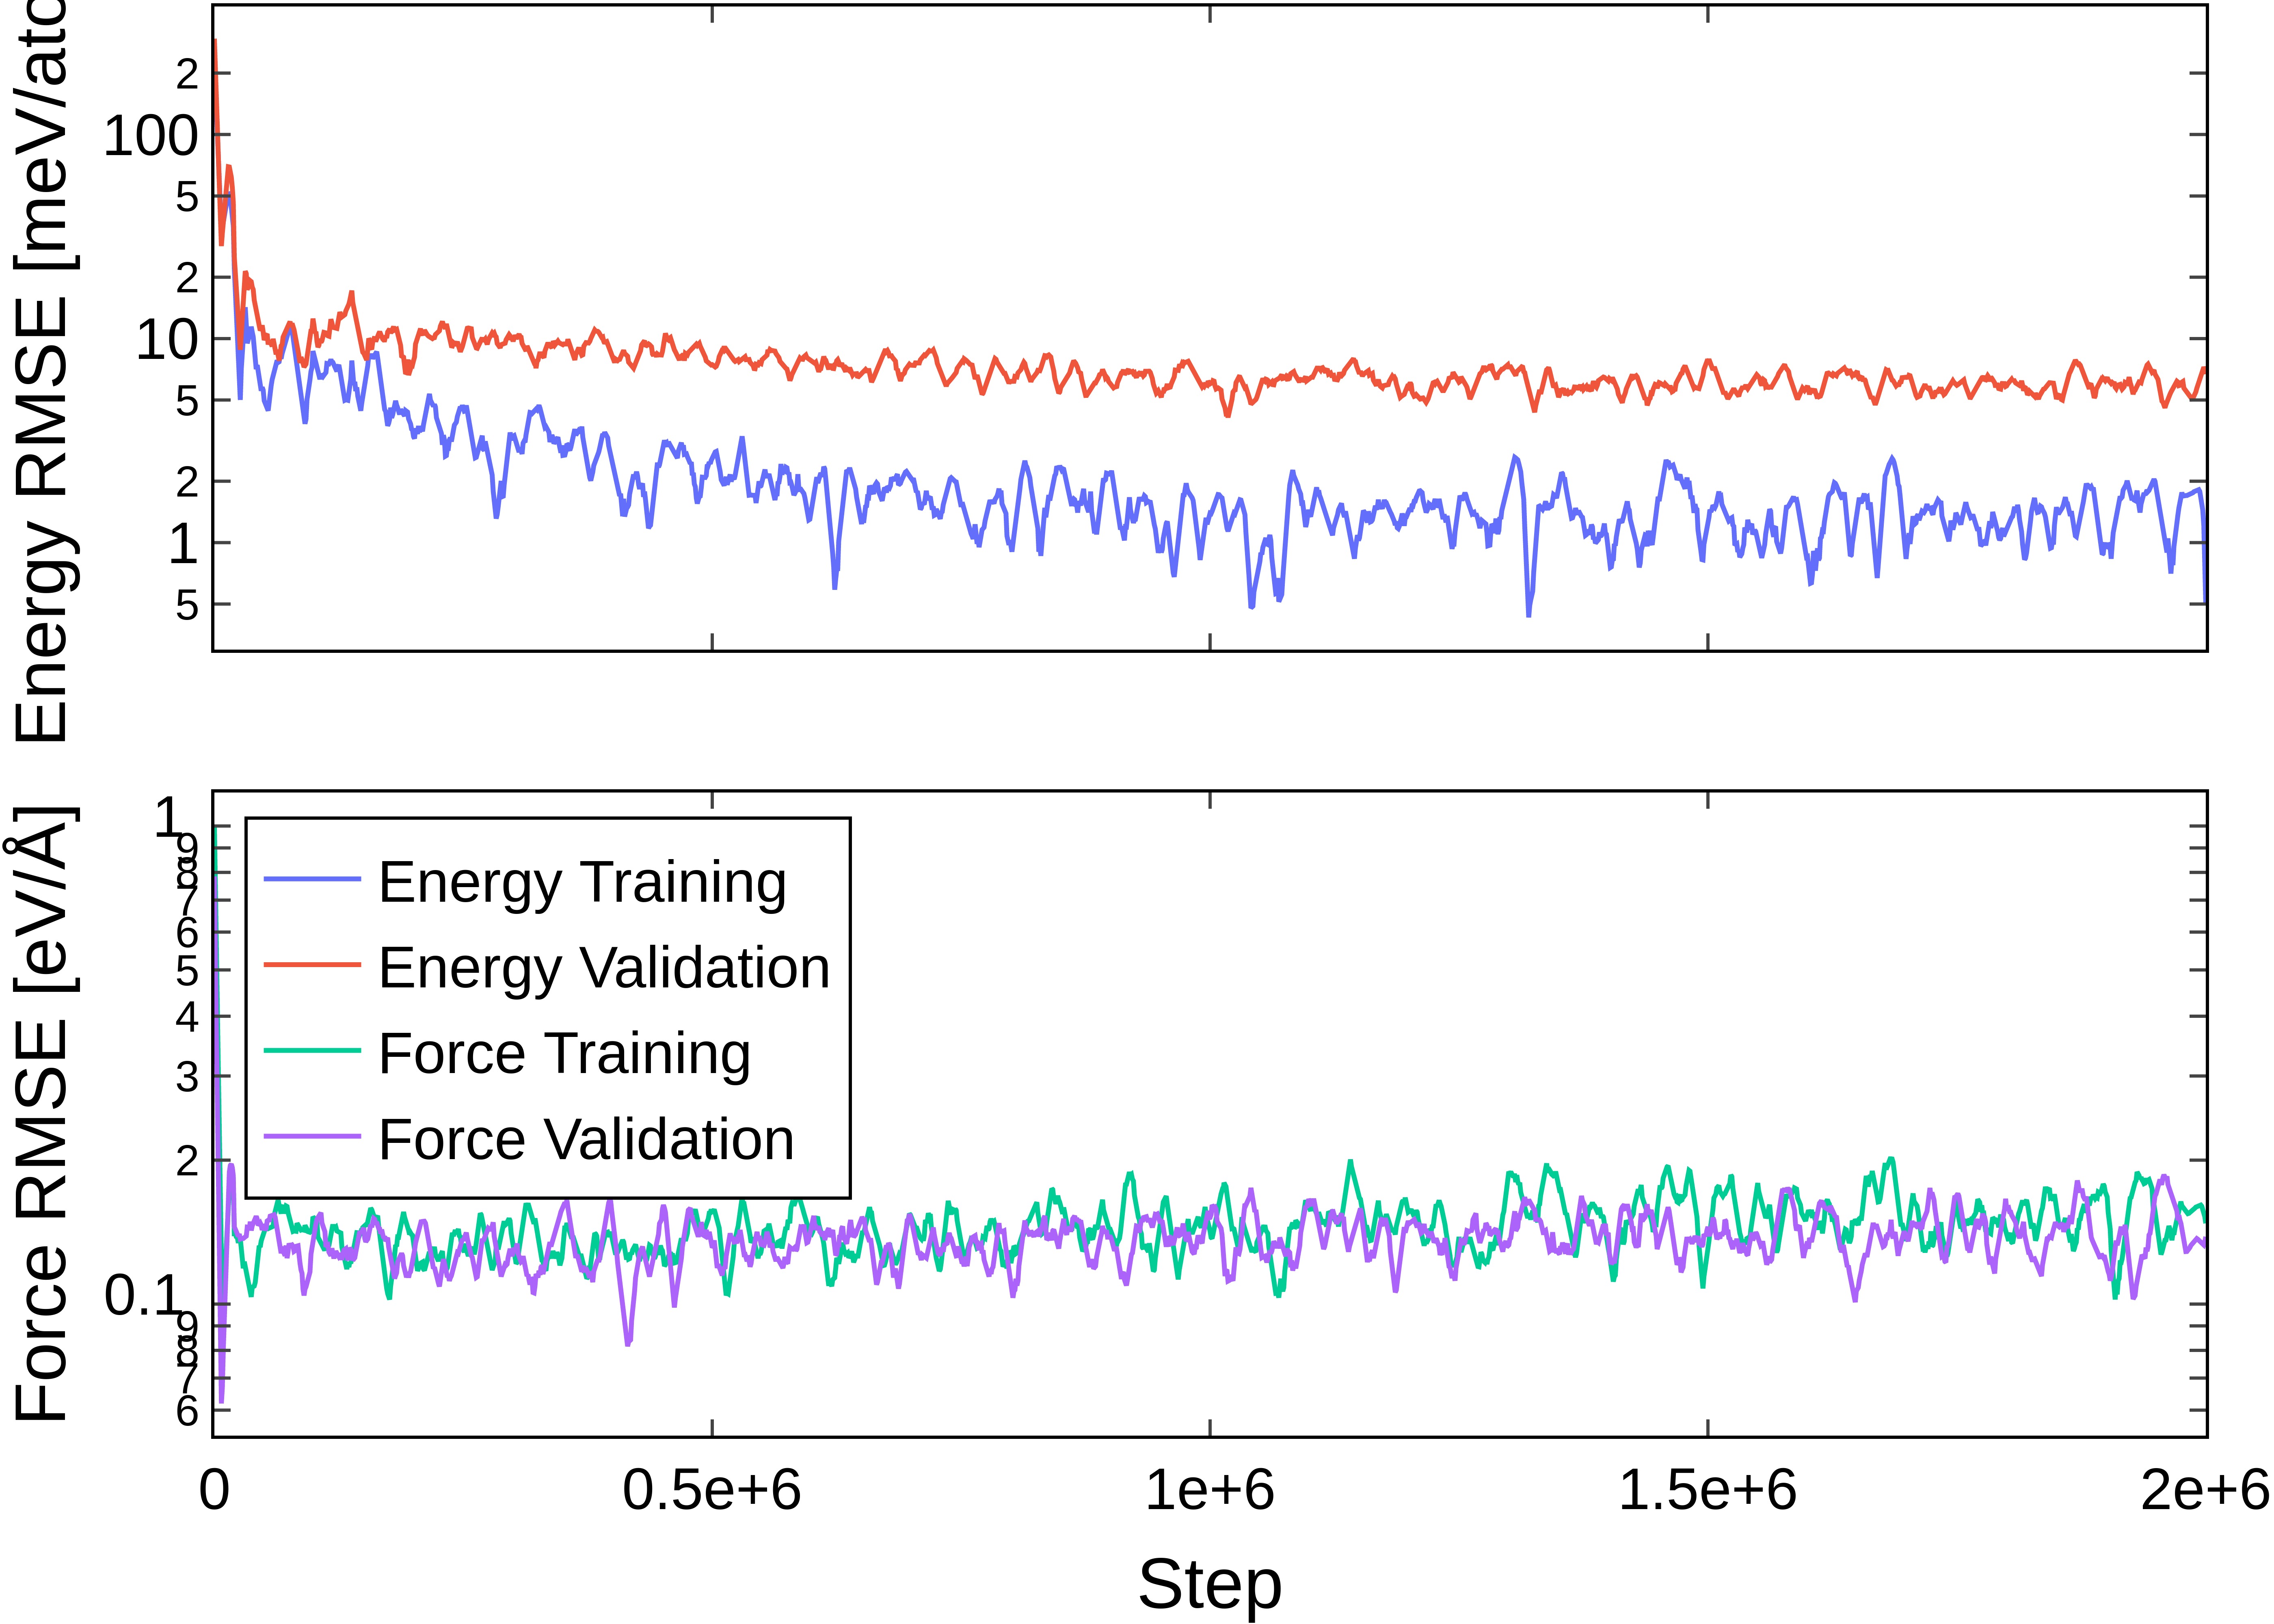 Energy RMSE [meV/ato
2
100
5
2
10
5
2
1
5
Force RMSE [eV/Å]
1
9
8
7
6
5
4
3
2
0.1
9
8
7
6
Energy Training
Energy Validation
Force Training
Force Validation
0 0.5e+6 1e+6 1.5e+6 2e+6
Step